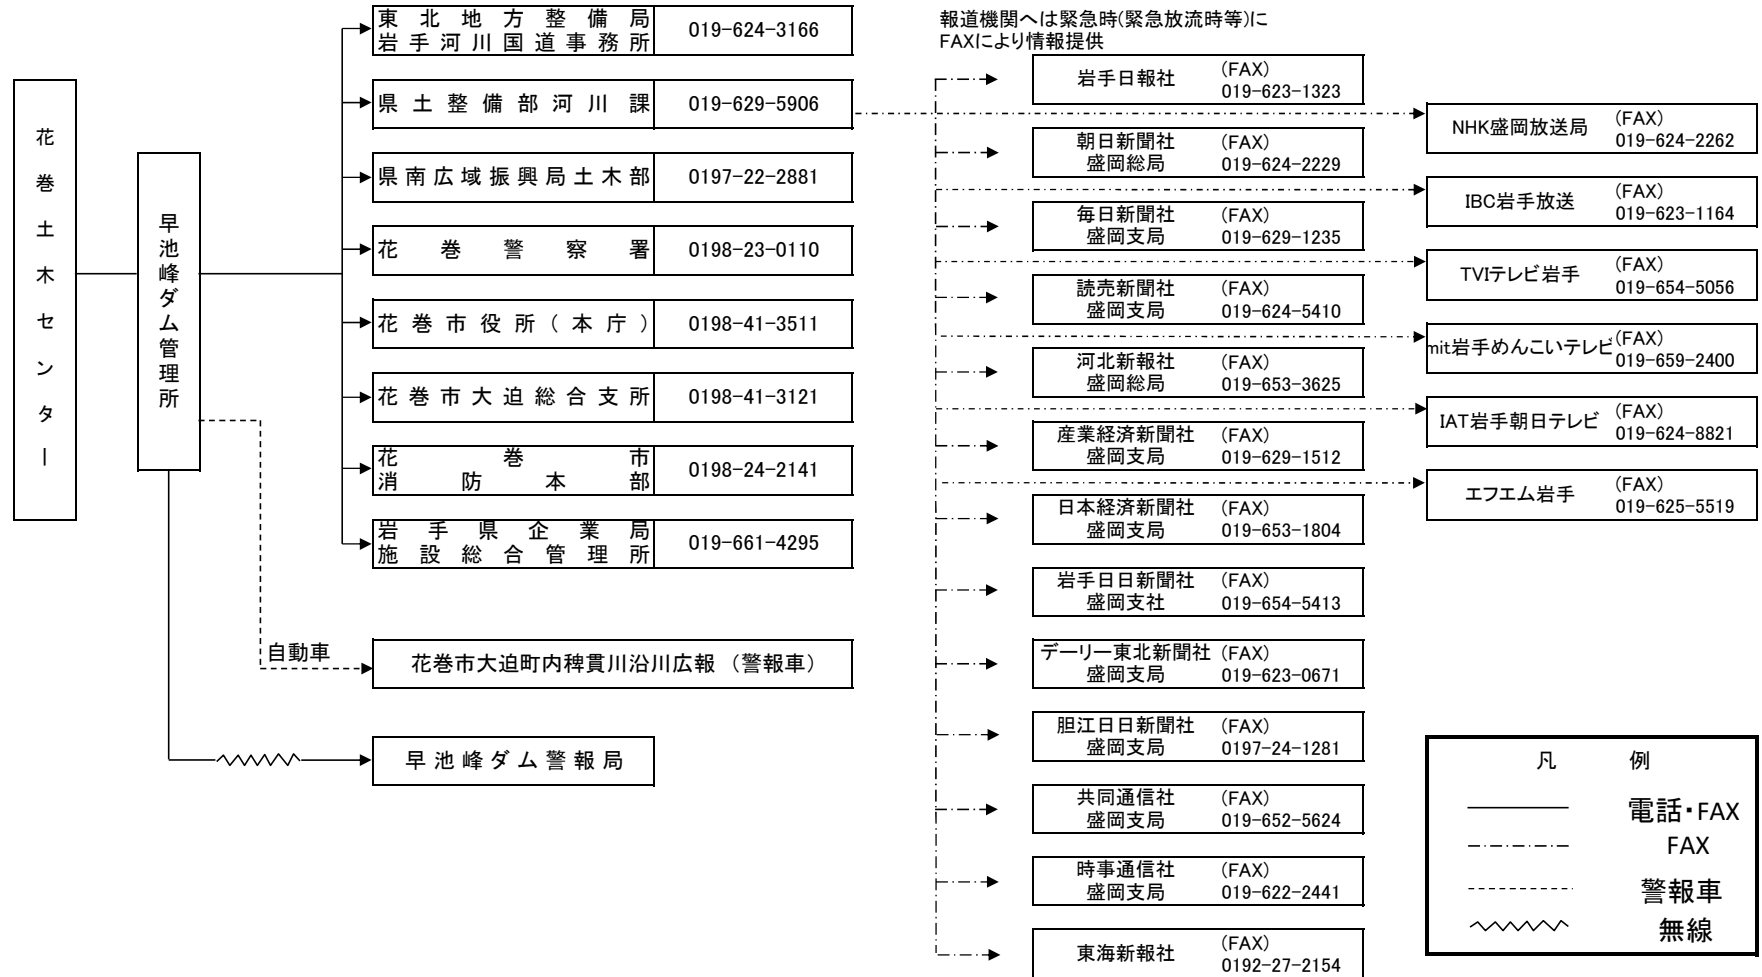 花巻土木センター
早池峰ダム管理所
東北地方整備局
岩手河川国道事務所
019-624-3166
県土整備部河川課
019-629-5906
県南広域振興局土木部
0197-22-2881
花巻警察署
0198-23-0110
花巻市役所(本庁)
0198-41-3511
花巻市大迫総合支所
0198-41-3121
花巻市
消防本部
0198-24-2141
岩手県企業局
施設総合管理所
019-661-4295
自動車
花巻市大迫町内稗貫川沿川広報 (警報車)
早池峰ダム警報局
報道機関へは緊急時(緊急放流時等)に
FAXにより情報提供
岩手日報社
(FAX)
019-623-1323
朝日新聞社
盛岡総局
(FAX)
019-624-2229
毎日新聞社
盛岡支局
(FAX)
019-629-1235
読売新聞社
盛岡支局
(FAX)
019-624-5410
河北新報社
盛岡総局
(FAX)
019-653-3625
産業経済新聞社
盛岡支局
(FAX)
019-629-1512
日本経済新聞社
盛岡支局
(FAX)
019-653-1804
岩手日日新聞社
盛岡支社
(FAX)
019-654-5413
デーリー東北新聞社
盛岡支局
(FAX)
019-623-0671
胆江日日新聞社
盛岡支局
(FAX)
0197-24-1281
共同通信社
盛岡支局
(FAX)
019-652-5624
時事通信社
盛岡支局
(FAX)
019-622-2441
東海新報社
(FAX)
0192-27-2154
NHK盛岡放送局
(FAX)
019-624-2262
IBC岩手放送
(FAX)
019-623-1164
TVIテレビ岩手
(FAX)
019-654-5056
mit岩手めんこいテレビ
(FAX)
019-659-2400
IAT岩手朝日テレビ
(FAX)
019-624-8821
エフエム岩手
(FAX)
019-625-5519
凡例
電話・FAX
FAX
警報車
無線